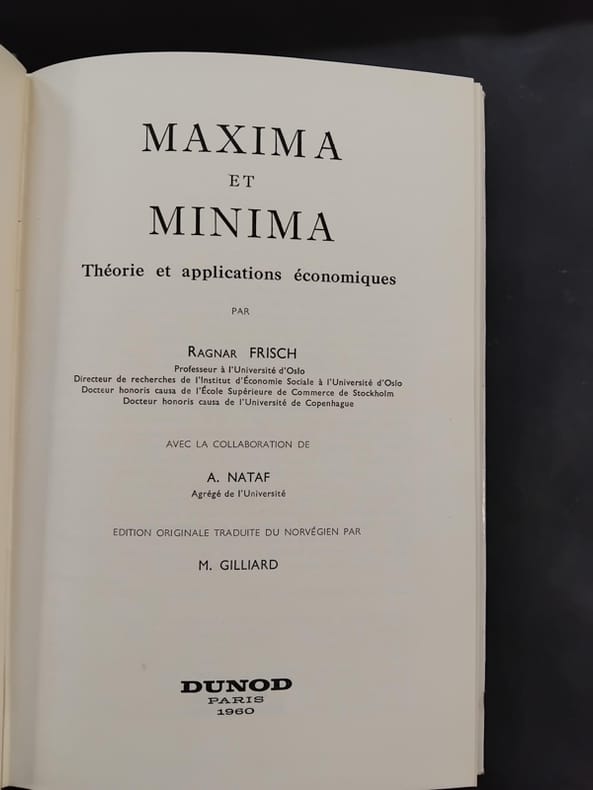 MAXIMA
ET
MINIMA
Théorie et applications économiques
PAR
RAGNAR FRISCH
Professeur à l'Université d'Oslo
Directeur de recherches de l'Institut d'Économie Sociale à l'Université d'Oslo
Docteur honoris causa de l'École Supérieure de Commerce de Stockholm
Docteur honoris causa de l'Université de Copenhague
AVEC LA COLLABORATION DE
A. NATAF
Agrégé de l'Université
EDITION ORIGINALE TRADUITE DU NORVÉGIEN PAR
M. GILLIARD
DUNOD
PARIS
1960